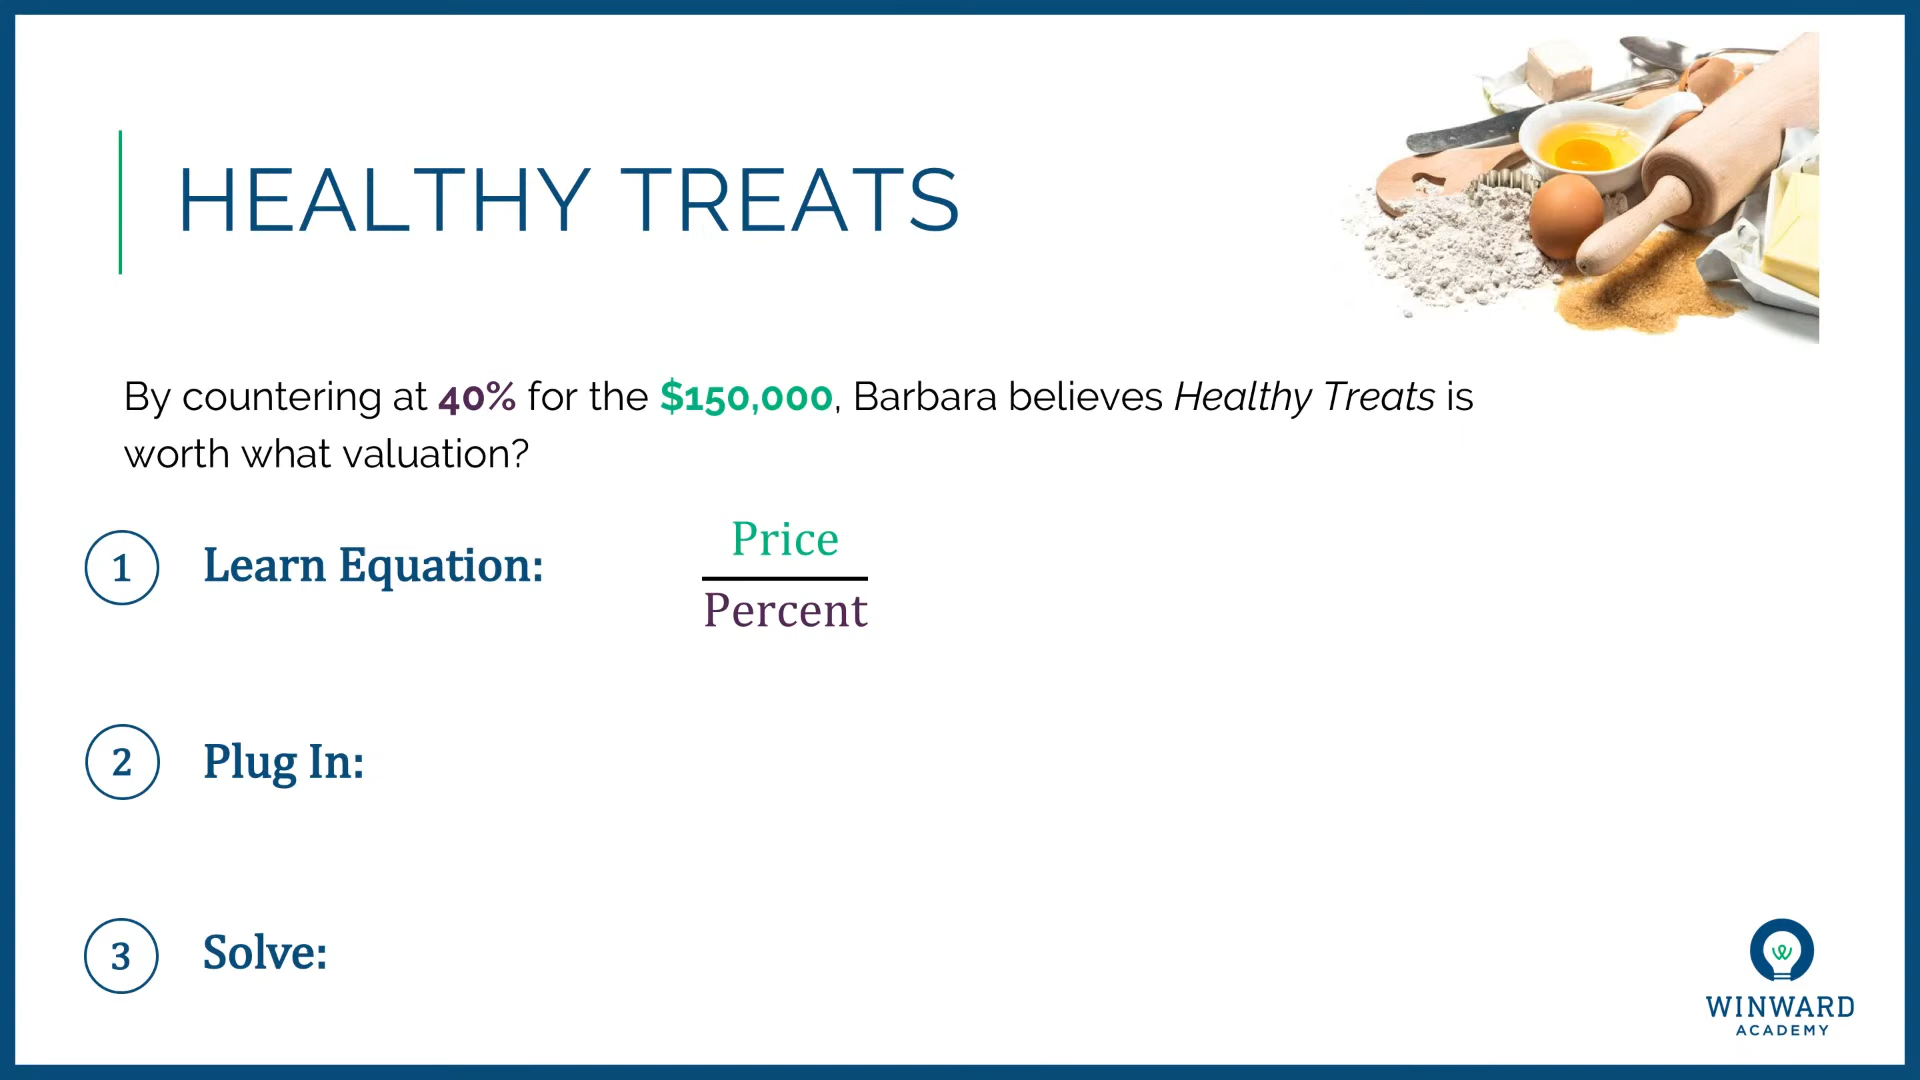 HEALTHY TREATS
By countering at 40% for the $150,000, Barbara believes Healthy Treats is
worth what valuation?
1 Learn Equation:
Price
Percent
2 Plug In:
3 Solve:
WINWARD
ACADEMY